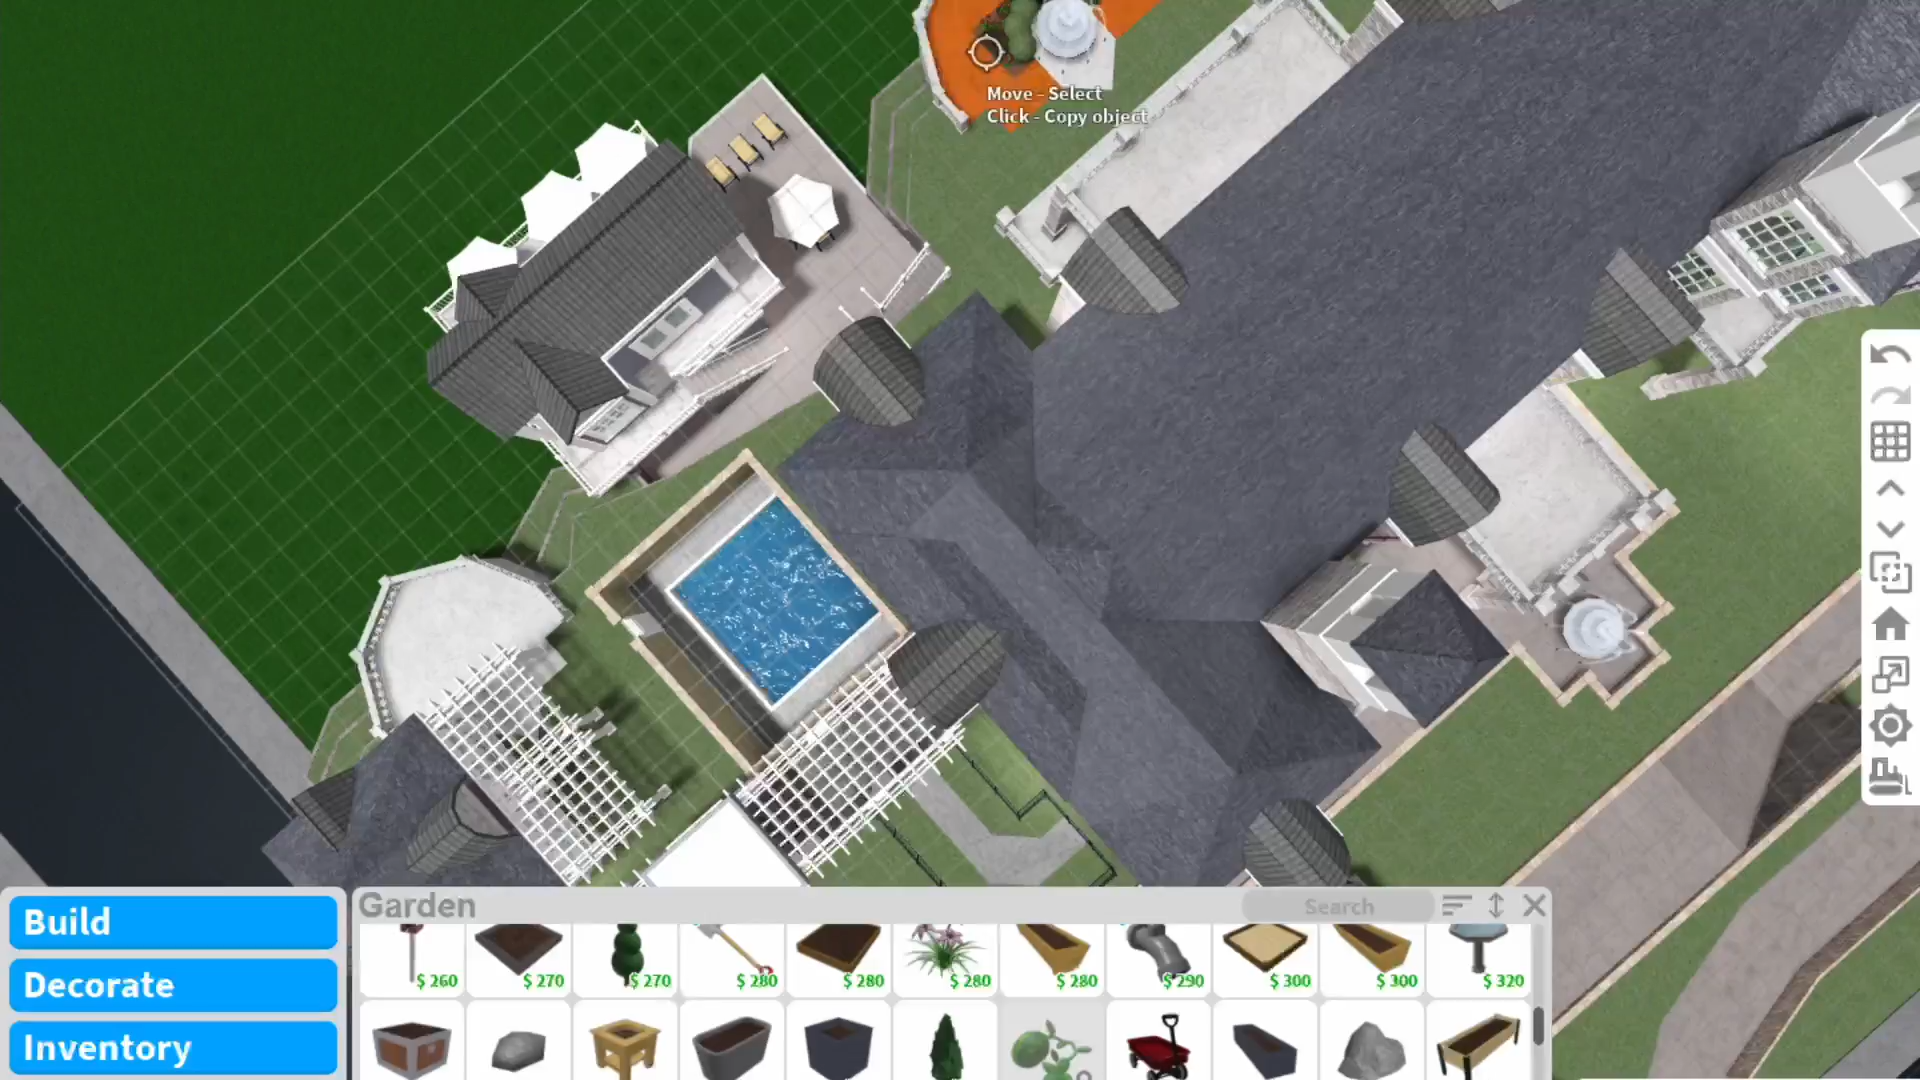 Move - Select
Click - Copy object
Build
Decorate
Inventory
Garden
Search
$ 260
$ 270
$ 270
$ 280
$ 280
$ 280
$ 280
$ 290
$ 300
$ 300
$ 320